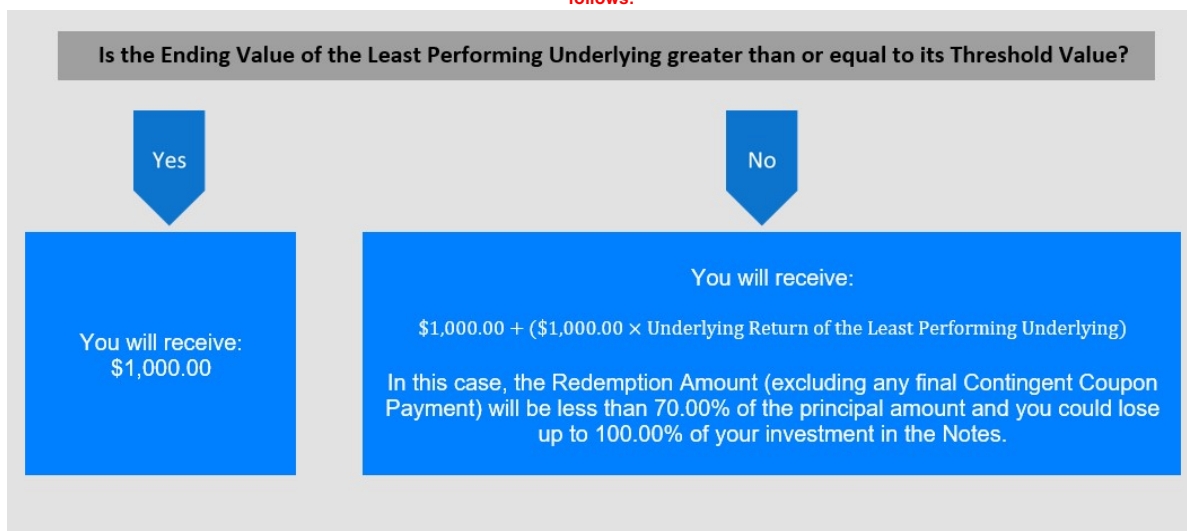 follows:
Is the Ending Value of the Least Performing Underlying greater than or equal to its Threshold Value?
Yes
No
You will receive:
$1,000.00
You will receive:
$1,000.00 + ($1,000.00 × Underlying Return of the Least Performing Underlying)
In this case, the Redemption Amount (excluding any final Contingent Coupon
Payment) will be less than 70.00% of the principal amount and you could lose
up to 100.00% of your investment in the Notes.